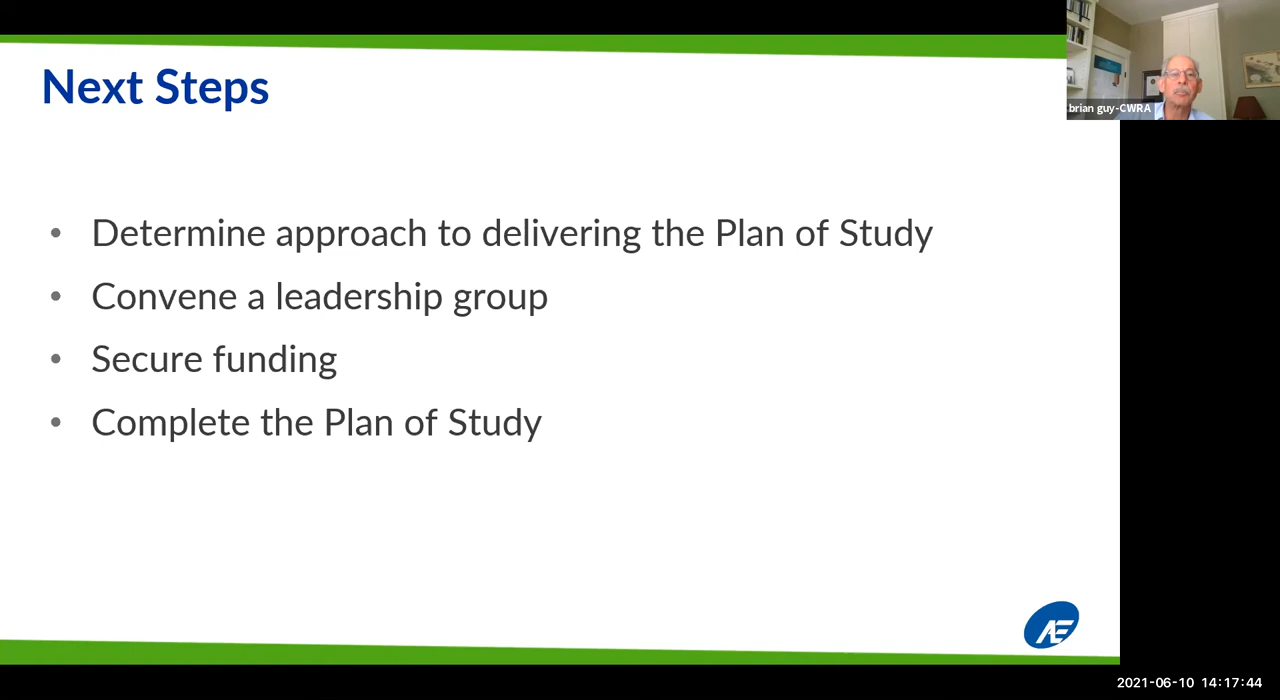 Next Steps
brian guy-CWRA
• Determine approach to delivering the Plan of Study
• Convene a leadership group
• Secure funding
• Complete the Plan of Study
AE
2021-06-10 14:17:44